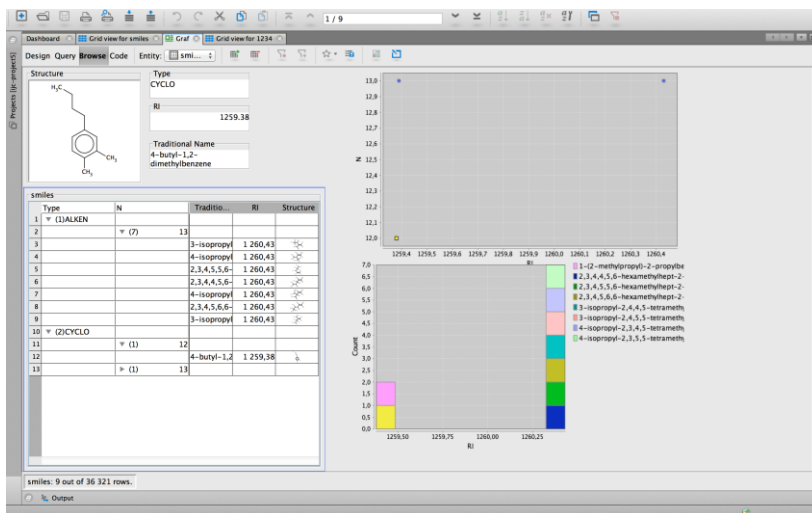 1 / 9
Dashboard
Grid view for smiles
Graf
Grid view for 1234
Projects [ijc-project5]
Design Query Browse Code Entity: smi...
Structure
H₃C
CH₃
CH₃
Type
CYCLO
RI
1259.38
Traditional Name
4-butyl-1,2-
dimethylbenzene
smiles
Type N Traditio... RI Structure
1 (1)ALKEN
2 (7) 13
3 3-isopropyl 1 260,43
4 4-isopropyl 1 260,43
5 2,3,4,5,5,6- 1 260,43
6 2,3,4,4,5,6- 1 260,43
7 4-isopropyl 1 260,43
8 2,3,4,5,6,6- 1 260,43
9 3-isopropyl 1 260,43
10 (2)CYCLO
11 (1) 12
12 4-butyl-1,2 1 259,38
13 (1) 13
13,0
12,9
12,8
12,7
12,6
N 12,5
12,4
12,3
12,2
12,1
12,0
1259,4 1259,5 1259,6 1259,7 1259,8 1259,9 1260,0 1260,1 1260,2 1260,3 1260,4
RI
7,0
6,5
6,0
5,5
5,0
4,5
4,0
Count 3,5
3,0
2,5
2,0
1,5
1,0
0,5
0,0
1259,50 1259,75 1260,00 1260,25
RI
1-(2-methylpropyl)-2-propylbe
2,3,4,4,5,6-hexamethylhept-2-
2,3,4,5,5,6-hexamethylhept-2-
2,3,4,5,6,6-hexamethylhept-2-
3-isopropyl-2,4,4,5-tetramethy
3-isopropyl-2,4,5,5-tetramethy
4-isopropyl-2,3,4,5-tetramethy
4-isopropyl-2,3,5,5-tetramethy
smiles: 9 out of 36 321 rows.
Output